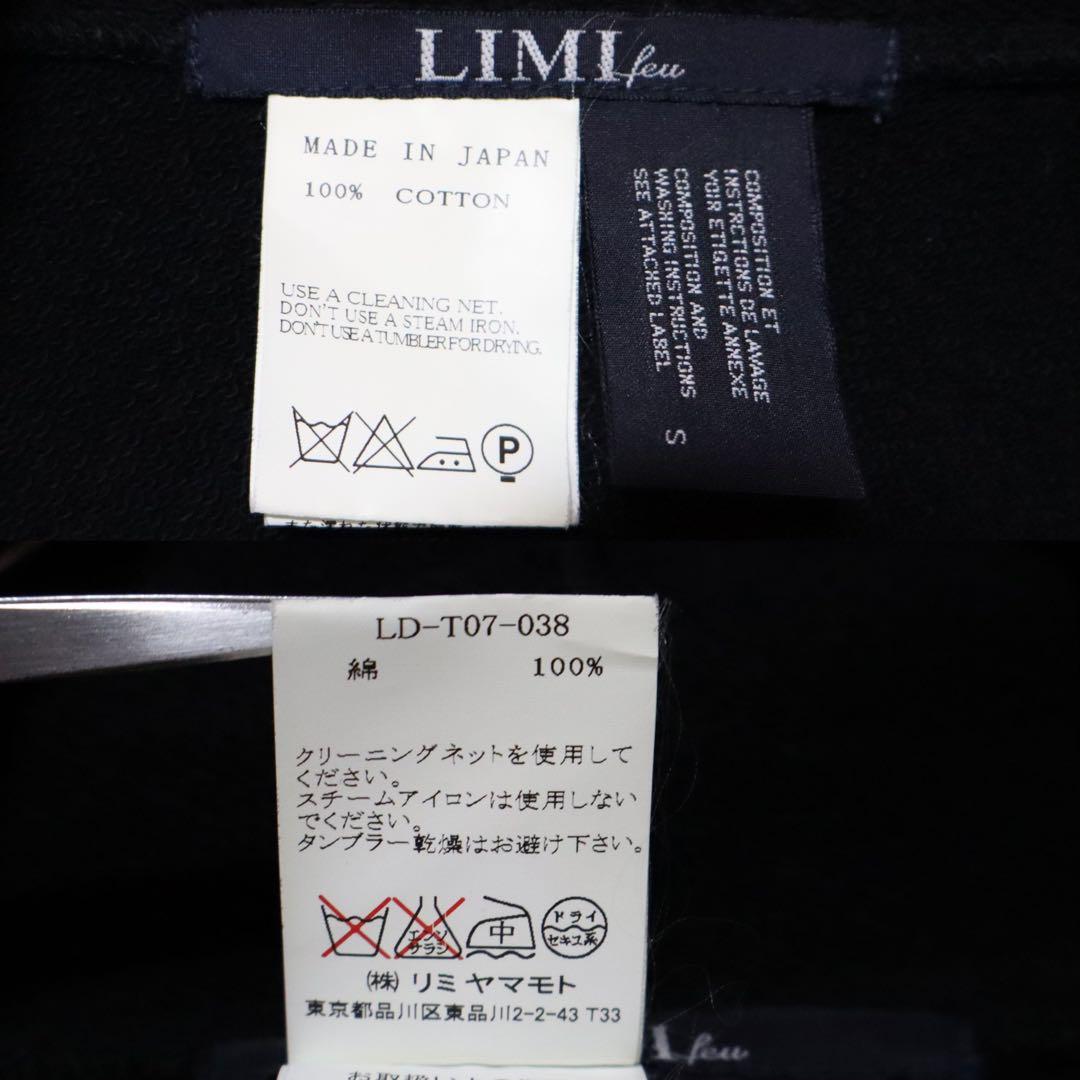 LIMI feu
MADE IN JAPAN
100% COTTON
USE A CLEANING NET.
DON'T USE A STEAM IRON.
DON'T USE A TUMBLER FOR DRYING.
P
COMPOSITION ET
INSTRCTIONS DE LAVAGE
YOIR ETIGETTE ANNEXE
COMPOSITION AND
WASHING INSTRUCTIONS
SEE ATTACHED LABEL
S
LD-T07-038
綿 100%
クリーニングネットを使用して
ください。
スチームアイロンは使用しない
でください。
タンブラー乾燥はお避け下さい。
エンソ
サラシ
中
ドライ
セキユ系
(株) リミヤマモト
東京都品川区東品川2-2-43 T33
feu